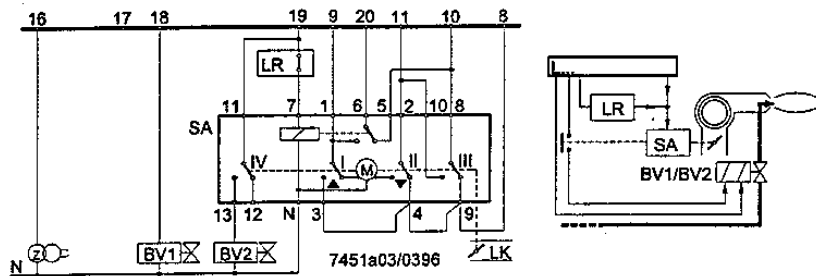 16 17 18 19 9 20 11 10 8
LR
11 7 1 6 5 2 10 8
SA
IV I M II III
13 12 N 3 4 9
N Z BV1 BV2 7451a03/0396 LK
L
LR
SA
BV1/BV2